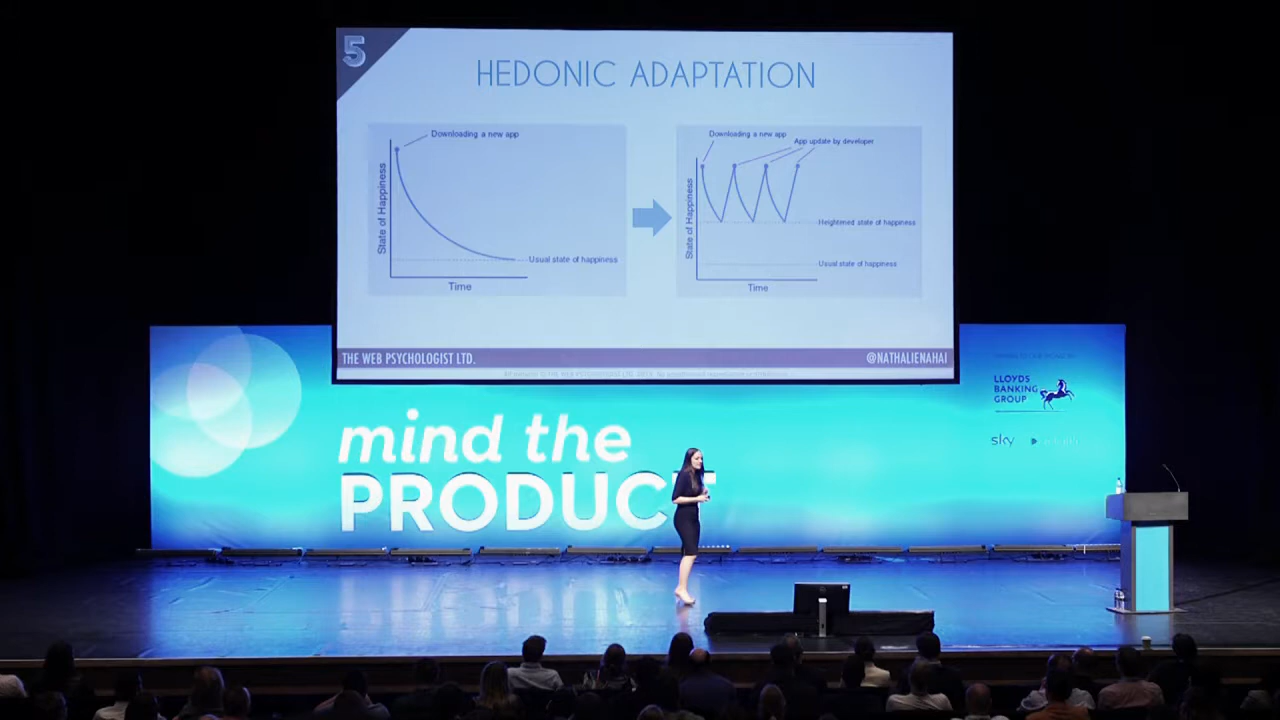 5
HEDONIC ADAPTATION
Downloading a new app
State of Happiness
Usual state of happiness
Time
Downloading a new app
App update by developer
State of Happiness
Heightened state of happiness
Usual state of happiness
Time
THE WEB PSYCHOLOGIST LTD.
@NATHALIENAHAI
mind the
PRODUCT
LLOYDS
BANKING
GROUP
sky